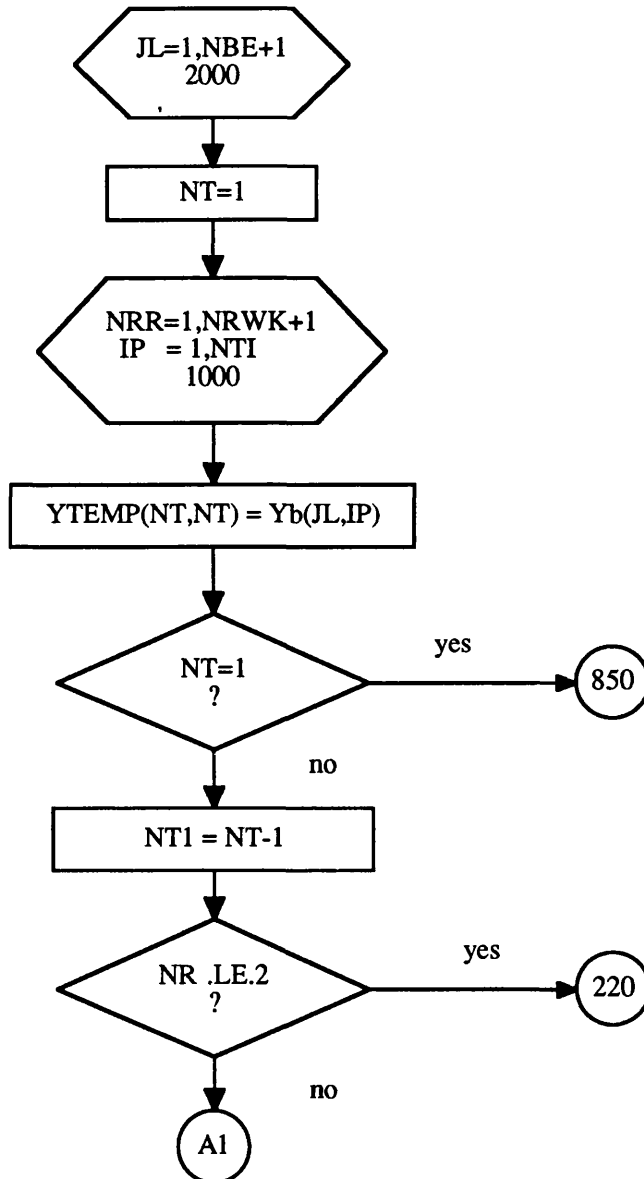 JL=1,NBE+1
2000
NT=1
NRR=1,NRWK+1
IP = 1,NTI
1000
YTEMP(NT,NT) = Yb(JL,IP)
NT=1
?
yes
850
no
NT1 = NT-1
NR .LE.2
?
yes
220
no
A1